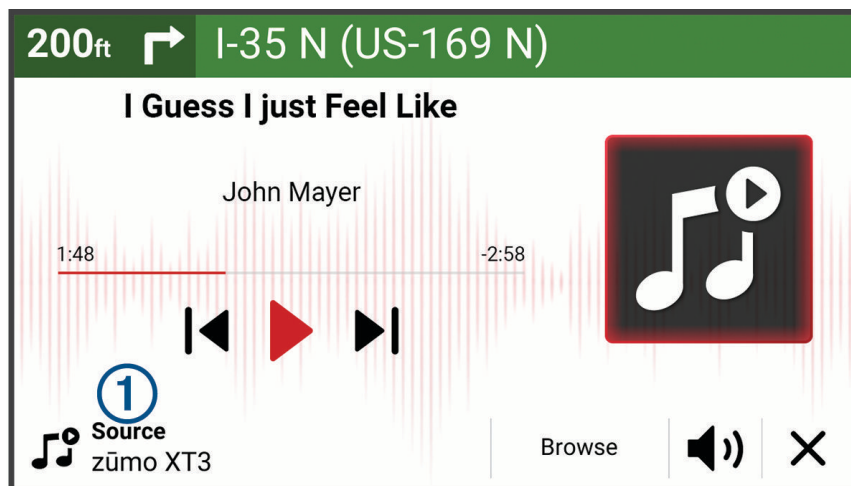 200ft I-35 N (US-169 N)
I Guess I just Feel Like
John Mayer
1:48 -2:58
1
Source
zūmo XT3
Browse